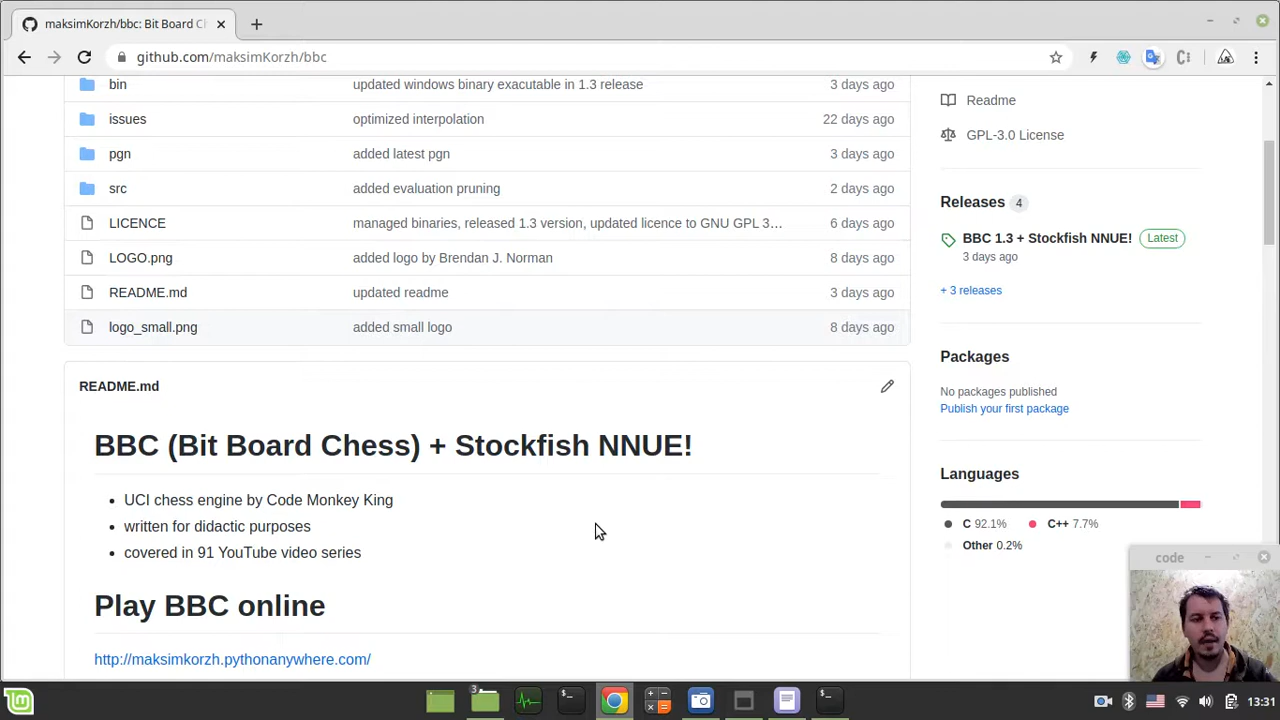 maksimKorzh/bbc: Bit Board C
github.com/maksimKorzh/bbc
bin updated windows binary exacutable in 1.3 release 3 days ago
issues optimized interpolation 22 days ago
pgn added latest pgn 3 days ago
src added evaluation pruning 2 days ago
LICENCE managed binaries, released 1.3 version, updated licence to GNU GPL 3… 6 days ago
LOGO.png added logo by Brendan J. Norman 8 days ago
README.md updated readme 3 days ago
logo_small.png added small logo 8 days ago
README.md
BBC (Bit Board Chess) + Stockfish NNUE!
UCI chess engine by Code Monkey King
written for didactic purposes
covered in 91 YouTube video series
Play BBC online
http://maksimkorzh.pythonanywhere.com/
Readme
GPL-3.0 License
Releases 4
BBC 1.3 + Stockfish NNUE! Latest
3 days ago
+ 3 releases
Packages
No packages published
Publish your first package
Languages
C 92.1% C++ 7.7%
Other 0.2%
code
3
13:31